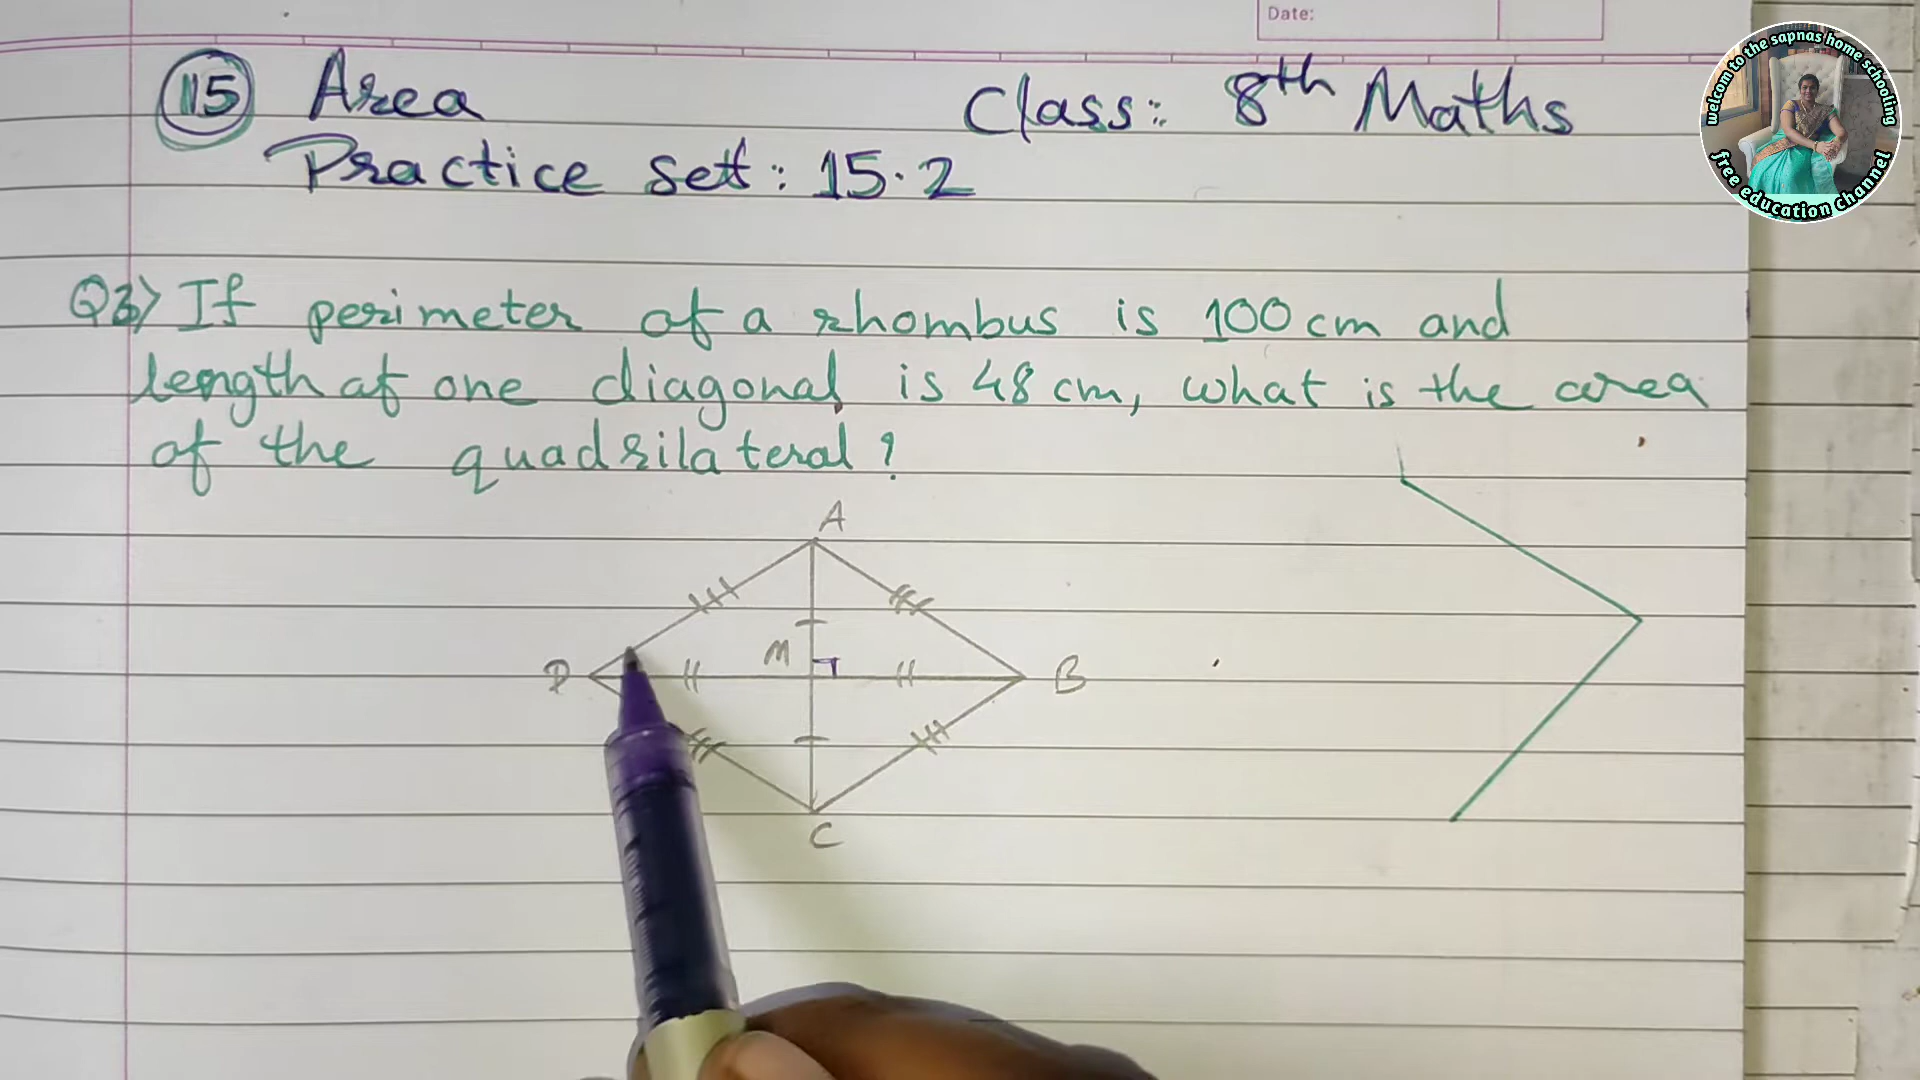 Date:
15 Area Class: 8th Maths
Practice set: 15.2
welcom to the sapnas home schooling
free education channel
Q3) If perimeter of a rhombus is 100 cm and
length of one diagonal is 48 cm, what is the area
of the quadrilateral?
A
D M B
C